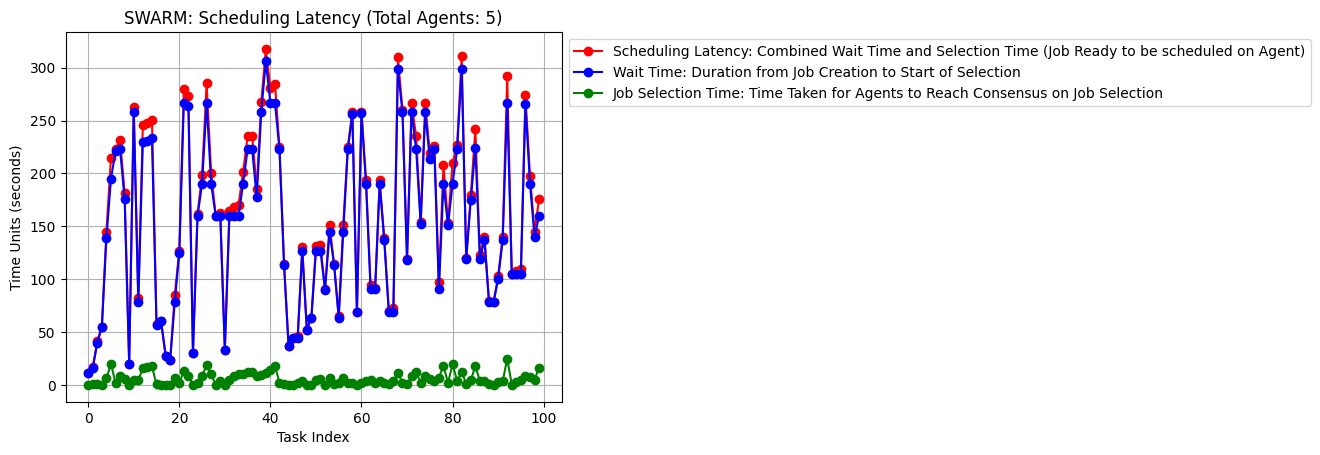 SWARM: Scheduling Latency (Total Agents: 5)
Scheduling Latency: Combined Wait Time and Selection Time (Job Ready to be scheduled on Agent)
Wait Time: Duration from Job Creation to Start of Selection
Job Selection Time: Time Taken for Agents to Reach Consensus on Job Selection
Time Units (seconds)
300
250
200
150
100
50
0
0 20 40 60 80 100
Task Index